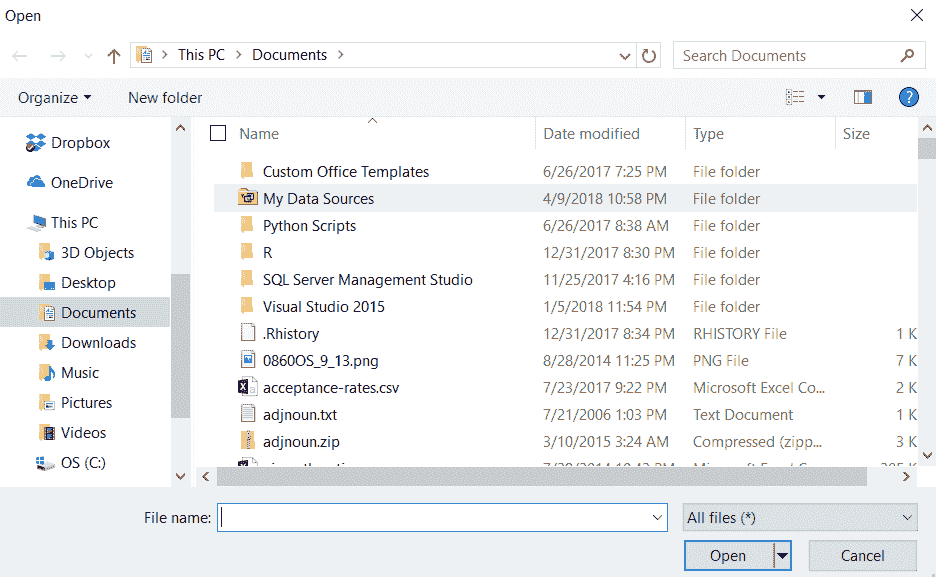 Open
This PC > Documents >
Search Documents
Organize
New folder
?
Name
Date modified
Type
Size
Dropbox
OneDrive
This PC
3D Objects
Desktop
Documents
Downloads
Music
Pictures
Videos
OS (C:)
Custom Office Templates 6/26/2017 7:25 PM File folder
My Data Sources 4/9/2018 10:58 PM File folder
Python Scripts 6/26/2017 8:38 AM File folder
R 12/31/2017 8:30 PM File folder
SQL Server Management Studio 11/25/2017 4:16 PM File folder
Visual Studio 2015 1/5/2018 11:54 PM File folder
.Rhistory 12/31/2017 8:34 PM RHISTORY File 1 K
0860OS_9_13.png 8/28/2014 11:25 PM PNG File 7 K
acceptance-rates.csv 7/23/2017 9:22 PM Microsoft Excel Co... 2 K
adjnoun.txt 7/21/2006 1:03 PM Text Document 1 K
adjnoun.zip 3/10/2015 3:24 AM Compressed (zipp... 3 K
File name:
All files (*)
Open
Cancel